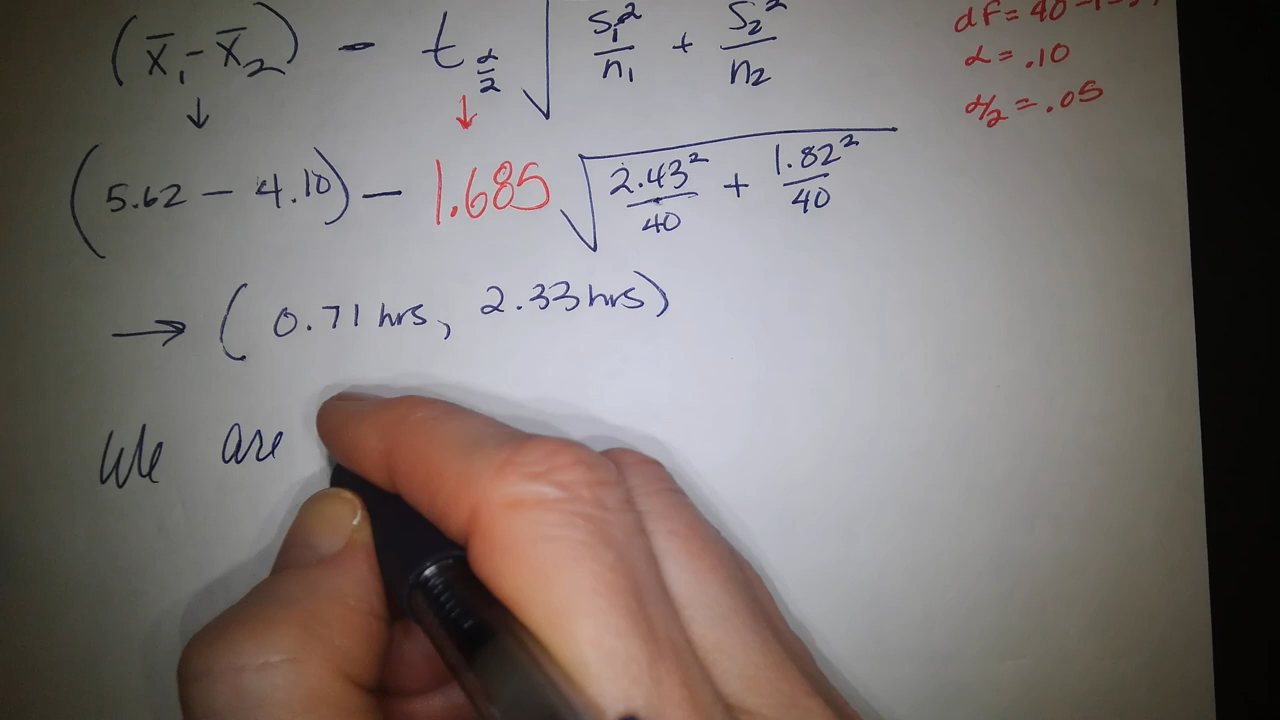 (x̄₁ - x̄₂) - t α/2 √ s₁²/n₁ + s₂²/n₂
df = 40-1=
α = .10
α/2 = .05
(5.62 - 4.10) - 1.685 √ 2.43²/40 + 1.82²/40
→ (0.71 hrs, 2.33 hrs)
We are